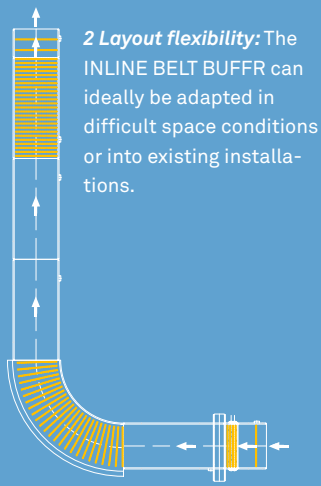 2 Layout flexibility: The
INLINE BELT BUFFR can
ideally be adapted in
difficult space conditions
or into existing installa-
tions.